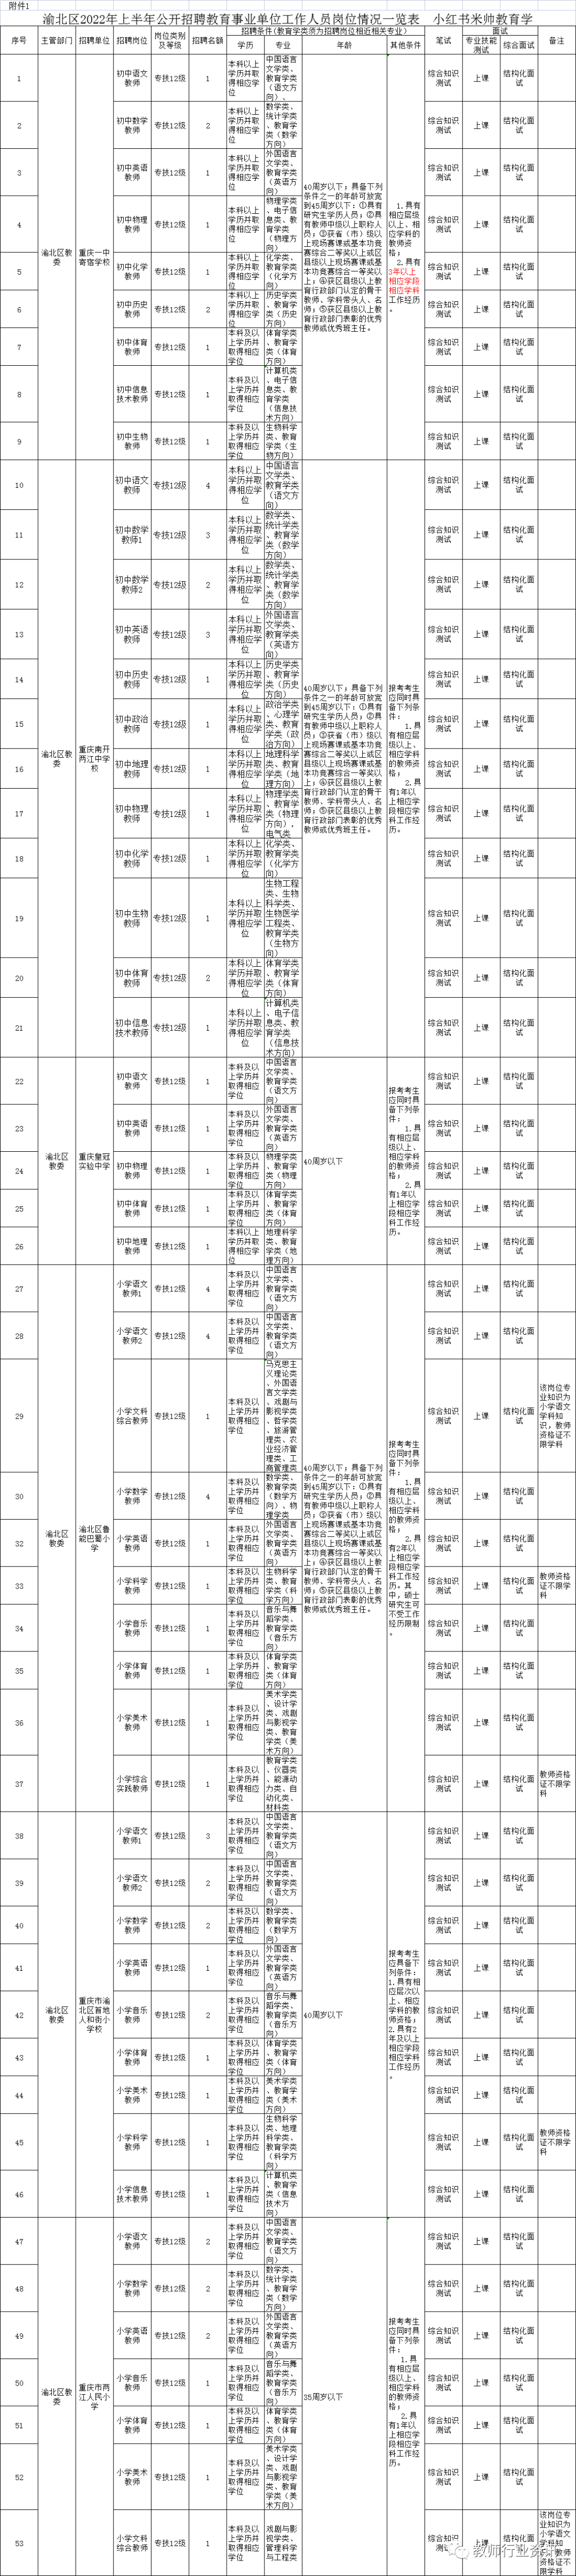 附件1
渝北区2022年上半年公开招聘教育事业单位工作人员岗位情况一览表 小红书米帅教育学
序号 主管部门 招聘单位 招聘岗位 岗位类别及等级 招聘名额 招聘条件(教育学类须为招聘岗位相近相关专业) 笔试 面试 备注
学历 专业 年龄 其他条件 专业技能测试 综合面试
渝北区教委 重庆一中寄宿学校
40周岁以下；具备下列条件之一的年龄可放宽到45周岁以下：①具有研究生学历人员；②具有教师中级以上职称人员；③获省（市）级以上现场赛课或基本功竞赛综合二等奖以上或区县级以上现场赛课或基本功竞赛综合一等奖以上；④获区县级以上教育行政部门认定的骨干教师、学科带头人、名师；⑤获区县级以上教育行政部门表彰的优秀教师或优秀班主任。
1.具有相应层级以上、相应学科的教师资格；
2.具有3年以上相应学段相应学科工作经历。
1 初中语文教师 专技12级 1 本科以上学历并取得相应学位 中国语言文学类、教育学类（语文方向）、 综合知识测试 上课 结构化面试
2 初中数学教师 专技12级 2 本科以上学历并取得相应学位 数学类、统计学类、教育学类（数学方向） 综合知识测试 上课 结构化面试
3 初中英语教师 专技12级 1 本科以上学历并取得相应学位 外国语言文学类、教育学类（英语方向） 综合知识测试 上课 结构化面试
4 初中物理教师 专技12级 1 本科以上学历并取得相应学位 物理学类、电子信息类、教育学类（物理方向） 综合知识测试 上课 结构化面试
5 初中化学教师 专技12级 1 本科以上学历并取得相应学位 化学类、教育学类（化学方向） 综合知识测试 上课 结构化面试
6 初中历史教师 专技12级 2 本科以上学历并取得相应学位 历史学类、教育学类（历史方向） 综合知识测试 上课 结构化面试
7 初中体育教师 专技12级 1 本科及以上学历并取得相应学位 体育学类、教育学类（体育方向） 综合知识测试 上课 结构化面试
8 初中信息技术教师 专技12级 1 本科及以上学历并取得相应学位 计算机类、电子信息类、教育学类（信息技术方向） 综合知识测试 上课 结构化面试
9 初中生物教师 专技12级 1 本科及以上学历并取得相应学位 生物科学类、教育学类（生物方向） 综合知识测试 上课 结构化面试
渝北区教委 重庆南开两江中学校
40周岁以下；具备下列条件之一的年龄可放宽到45周岁以下：①具有研究生学历人员；②具有教师中级以上职称人员；③获省（市）级以上现场赛课或基本功竞赛综合二等奖以上或区县级以上现场赛课或基本功竞赛综合一等奖以上；④获区县级以上教育行政部门认定的骨干教师、学科带头人、名师；⑤获区县级以上教育行政部门表彰的优秀教师或优秀班主任。
报考考生应同时具备下列条件：
1.具有相应层级以上、相应学科的教师资格；
2.具有1年以上相应学段相应学科工作经历。
10 初中语文教师 专技12级 4 本科以上学历并取得相应学位 中国语言文学类、教育学类（语文方向） 综合知识测试 上课 结构化面试
11 初中数学教师1 专技12级 3 本科以上学历并取得相应学位 数学类、统计学类、教育学类（数学方向） 综合知识测试 上课 结构化面试
12 初中数学教师2 专技12级 2 本科以上学历并取得相应学位 数学类、统计学类、教育学类（数学方向） 综合知识测试 上课 结构化面试
13 初中英语教师 专技12级 3 本科以上学历并取得相应学位 外国语言文学类、教育学类（英语方向） 综合知识测试 上课 结构化面试
14 初中历史教师 专技12级 1 本科以上学历并取得相应学位 历史学类、教育学类（历史方向） 综合知识测试 上课 结构化面试
15 初中政治教师 专技12级 1 本科以上学历并取得相应学位 政治学类、心理学类、教育学类（政治方向） 综合知识测试 上课 结构化面试
16 初中地理教师 专技12级 1 本科以上学历并取得相应学位 地理科学类、教育学类（地理方向） 综合知识测试 上课 结构化面试
17 初中物理教师 专技12级 1 本科以上学历并取得相应学位 物理学类、教育学类（物理方向），电气类 综合知识测试 上课 结构化面试
18 初中化学教师 专技12级 1 本科以上学历并取得相应学位 化学类、教育学类（化学方向） 综合知识测试 上课 结构化面试
19 初中生物教师 专技12级 1 本科以上学历并取得相应学位 生物工程类、生物科学类、生物医学工程类、教育学类（生物方向） 综合知识测试 上课 结构化面试
20 初中体育教师 专技12级 2 本科以上学历并取得相应学位 体育学类、教育学类（体育方向） 综合知识测试 上课 结构化面试
21 初中信息技术教师 专技12级 1 本科以上学历并取得相应学位 计算机类、电子信息类、教育学类（信息技术方向） 综合知识测试 上课 结构化面试
渝北区教委 重庆皇冠实验中学
40周岁以下
报考考生应同时具备下列条件：
1.具有相应层级以上、相应学科的教师资格；
2.具有1年以上相应学段相应学科工作经历。
22 初中语文教师 专技12级 1 本科及以上学历并取得相应学位 中国语言文学类、教育学类（语文方向） 综合知识测试 上课 结构化面试
23 初中英语教师 专技12级 1 本科及以上学历并取得相应学位 外国语言文学类、教育学类（英语方向） 综合知识测试 上课 结构化面试
24 初中物理教师 专技12级 1 本科及以上学历并取得相应学位 物理学类、教育学类（物理方向） 综合知识测试 上课 结构化面试
25 初中体育教师 专技12级 1 本科及以上学历并取得相应学位 体育学类、教育学类（体育方向） 综合知识测试 上课 结构化面试
26 初中地理教师 专技12级 1 本科以上学历并取得相应学位 地理科学类、教育学类（地理方向） 综合知识测试 上课 结构化面试
渝北区教委 渝北区鲁能巴蜀小学
40周岁以下；具备下列条件之一的年龄可放宽到45周岁以下：①具有研究生学历人员；②具有教师中级以上职称人员；③获省（市）级以上现场赛课或基本功竞赛综合二等奖以上或区县级以上现场赛课或基本功竞赛综合一等奖以上；④获区县级以上教育行政部门认定的骨干教师、学科带头人、名师；⑤获区县级以上教育行政部门表彰的优秀教师或优秀班主任。
报考考生应同时具备下列条件：
1.具有相应层级以上、相应学科的教师资格；
2.具有2年以上相应学段相应学科工作经历。其中，硕士研究生可不受工作经历限制。
27 小学语文教师1 专技12级 4 本科及以上学历并取得相应学位 中国语言文学类、教育学类（语文方向） 综合知识测试 上课 结构化面试
28 小学语文教师2 专技12级 4 本科及以上学历并取得相应学位 中国语言文学类、教育学类（语文方向） 综合知识测试 上课 结构化面试
29 小学文科综合教师 专技12级 1 本科及以上学历并取得相应学位 马克思主义理论类、外国语言文学类、戏剧与影视学类、哲学类、旅游管理类、农业经济管理类、工商管理类 综合知识测试 上课 结构化面试 该岗位专业知识为小学语文学科知识，教师资格证不限学科
30 小学数学教师 专技12级 4 本科及以上学历并取得相应学位 数学类、教育学类（数学方向）、物理学类 综合知识测试 上课 结构化面试
32 小学英语教师 专技12级 1 本科及以上学历并取得相应学位 外国语言文学类、教育学类（英语方向） 综合知识测试 上课 结构化面试
33 小学科学教师 专技12级 1 本科及以上学历并取得相应学位 生物科学类、教育学类（科学方向） 综合知识测试 上课 结构化面试 教师资格证不限学科
34 小学音乐教师 专技12级 1 本科及以上学历并取得相应学位 音乐与舞蹈学类、教育学类（音乐方向） 综合知识测试 上课 结构化面试
35 小学体育教师 专技12级 1 本科及以上学历并取得相应学位 体育学类、教育学类（体育方向） 综合知识测试 上课 结构化面试
36 小学美术教师 专技12级 1 本科及以上学历并取得相应学位 美术学类、设计学类、戏剧与影视学类、教育学类（美术方向） 综合知识测试 上课 结构化面试
37 小学综合实践教师 专技12级 1 本科及以上学历并取得相应学位 教育学类、仪器类、能源动力类、自动化类、材料类 综合知识测试 上课 结构化面试 教师资格证不限学科
渝北区教委 重庆市渝北区首地人和街小学校
40周岁以下
报考考生应具备下列条件：
1.具有相应层次以上、相应学科的教师资格；
2.具有2年及以上相应学段相应学科工作经历。
38 小学语文教师1 专技12级 3 本科及以上学历并取得相应学位 中国语言文学类、教育学类（语文方向） 综合知识测试 上课 结构化面试
39 小学语文教师2 专技12级 2 本科及以上学历并取得相应学位 中国语言文学类、教育学类（语文方向） 综合知识测试 上课 结构化面试
40 小学数学教师 专技12级 2 本科及以上学历并取得相应学位 数学类、教育学类（数学方向） 综合知识测试 上课 结构化面试
41 小学英语教师 专技12级 1 本科及以上学历并取得相应学位 外国语言文学类、教育学类（英语方向） 综合知识测试 上课 结构化面试
42 小学音乐教师 专技12级 2 本科及以上学历并取得相应学位 音乐与舞蹈学类、教育学类（音乐方向） 综合知识测试 上课 结构化面试
43 小学体育教师 专技12级 1 本科及以上学历并取得相应学位 体育学类、教育学类（体育方向） 综合知识测试 上课 结构化面试
44 小学美术教师 专技12级 1 本科及以上学历并取得相应学位 美术学类、教育学类（美术方向） 综合知识测试 上课 结构化面试
45 小学科学教师 专技12级 1 本科及以上学历并取得相应学位 生物科学类、地理科学类、教育学类（科学方向） 综合知识测试 上课 结构化面试 教师资格证不限学科
46 小学信息技术教师 专技12级 1 本科及以上学历并取得相应学位 计算机类、教育学类（信息技术方向） 综合知识测试 上课 结构化面试
渝北区教委 重庆市两江人民小学
35周岁以下
报考考生应同时具备下列条件：
1.具有相应层级以上、相应学科的教师资格；
2.具有1年以上相应学段相应学科工作经历。
47 小学语文教师 专技12级 2 本科及以上学历并取得相应学位 中国语言文学类、教育学类（语文方向） 综合知识测试 上课 结构化面试
48 小学数学教师 专技12级 2 本科及以上学历并取得相应学位 数学类、统计学类、教育学类（数学方向） 综合知识测试 上课 结构化面试
49 小学英语教师 专技12级 2 本科及以上学历并取得相应学位 外国语言文学类、教育学类（英语方向） 综合知识测试 上课 结构化面试
50 小学音乐教师 专技12级 1 本科及以上学历并取得相应学位 音乐与舞蹈学类、教育学类（音乐方向） 综合知识测试 上课 结构化面试
51 小学体育教师 专技12级 1 本科及以上学历并取得相应学位 体育学类、教育学类（体育方向） 综合知识测试 上课 结构化面试
52 小学美术教师 专技12级 1 本科及以上学历并取得相应学位 美术学类、设计学类、戏剧与影视学类、教育学类（美术方向） 综合知识测试 上课 结构化面试
53 小学文科综合教师 专技12级 1 本科及以上学历并取得相应学位 戏剧与影视学类、管理科学与工程类 综合知识测试 上课 结构化面试 该岗位专业知识为小学语文学科知识，教师资格证不限学科
教师行业资讯